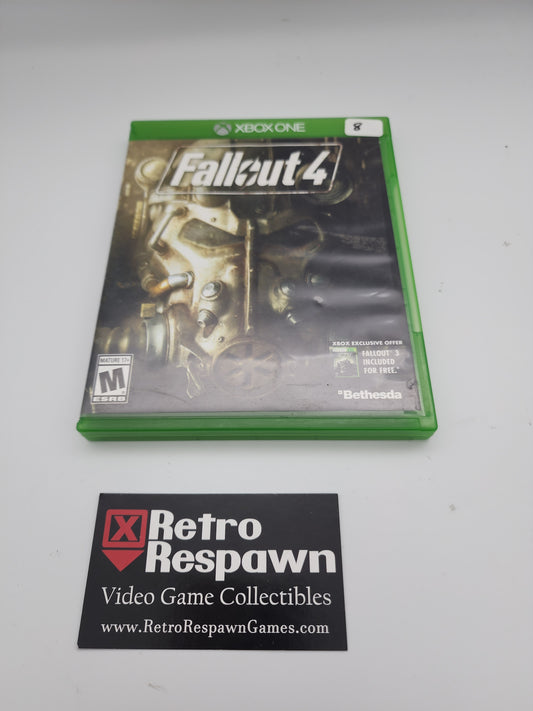 XBOX ONE
8
Fallout 4
XBOX EXCLUSIVE OFFER
FALLOUT 3
INCLUDED
FOR FREE.*
MATURE 17+
M
ESRB
Bethesda
X Retro
Respawn
Video Game Collectibles
www.RetroRespawnGames.com